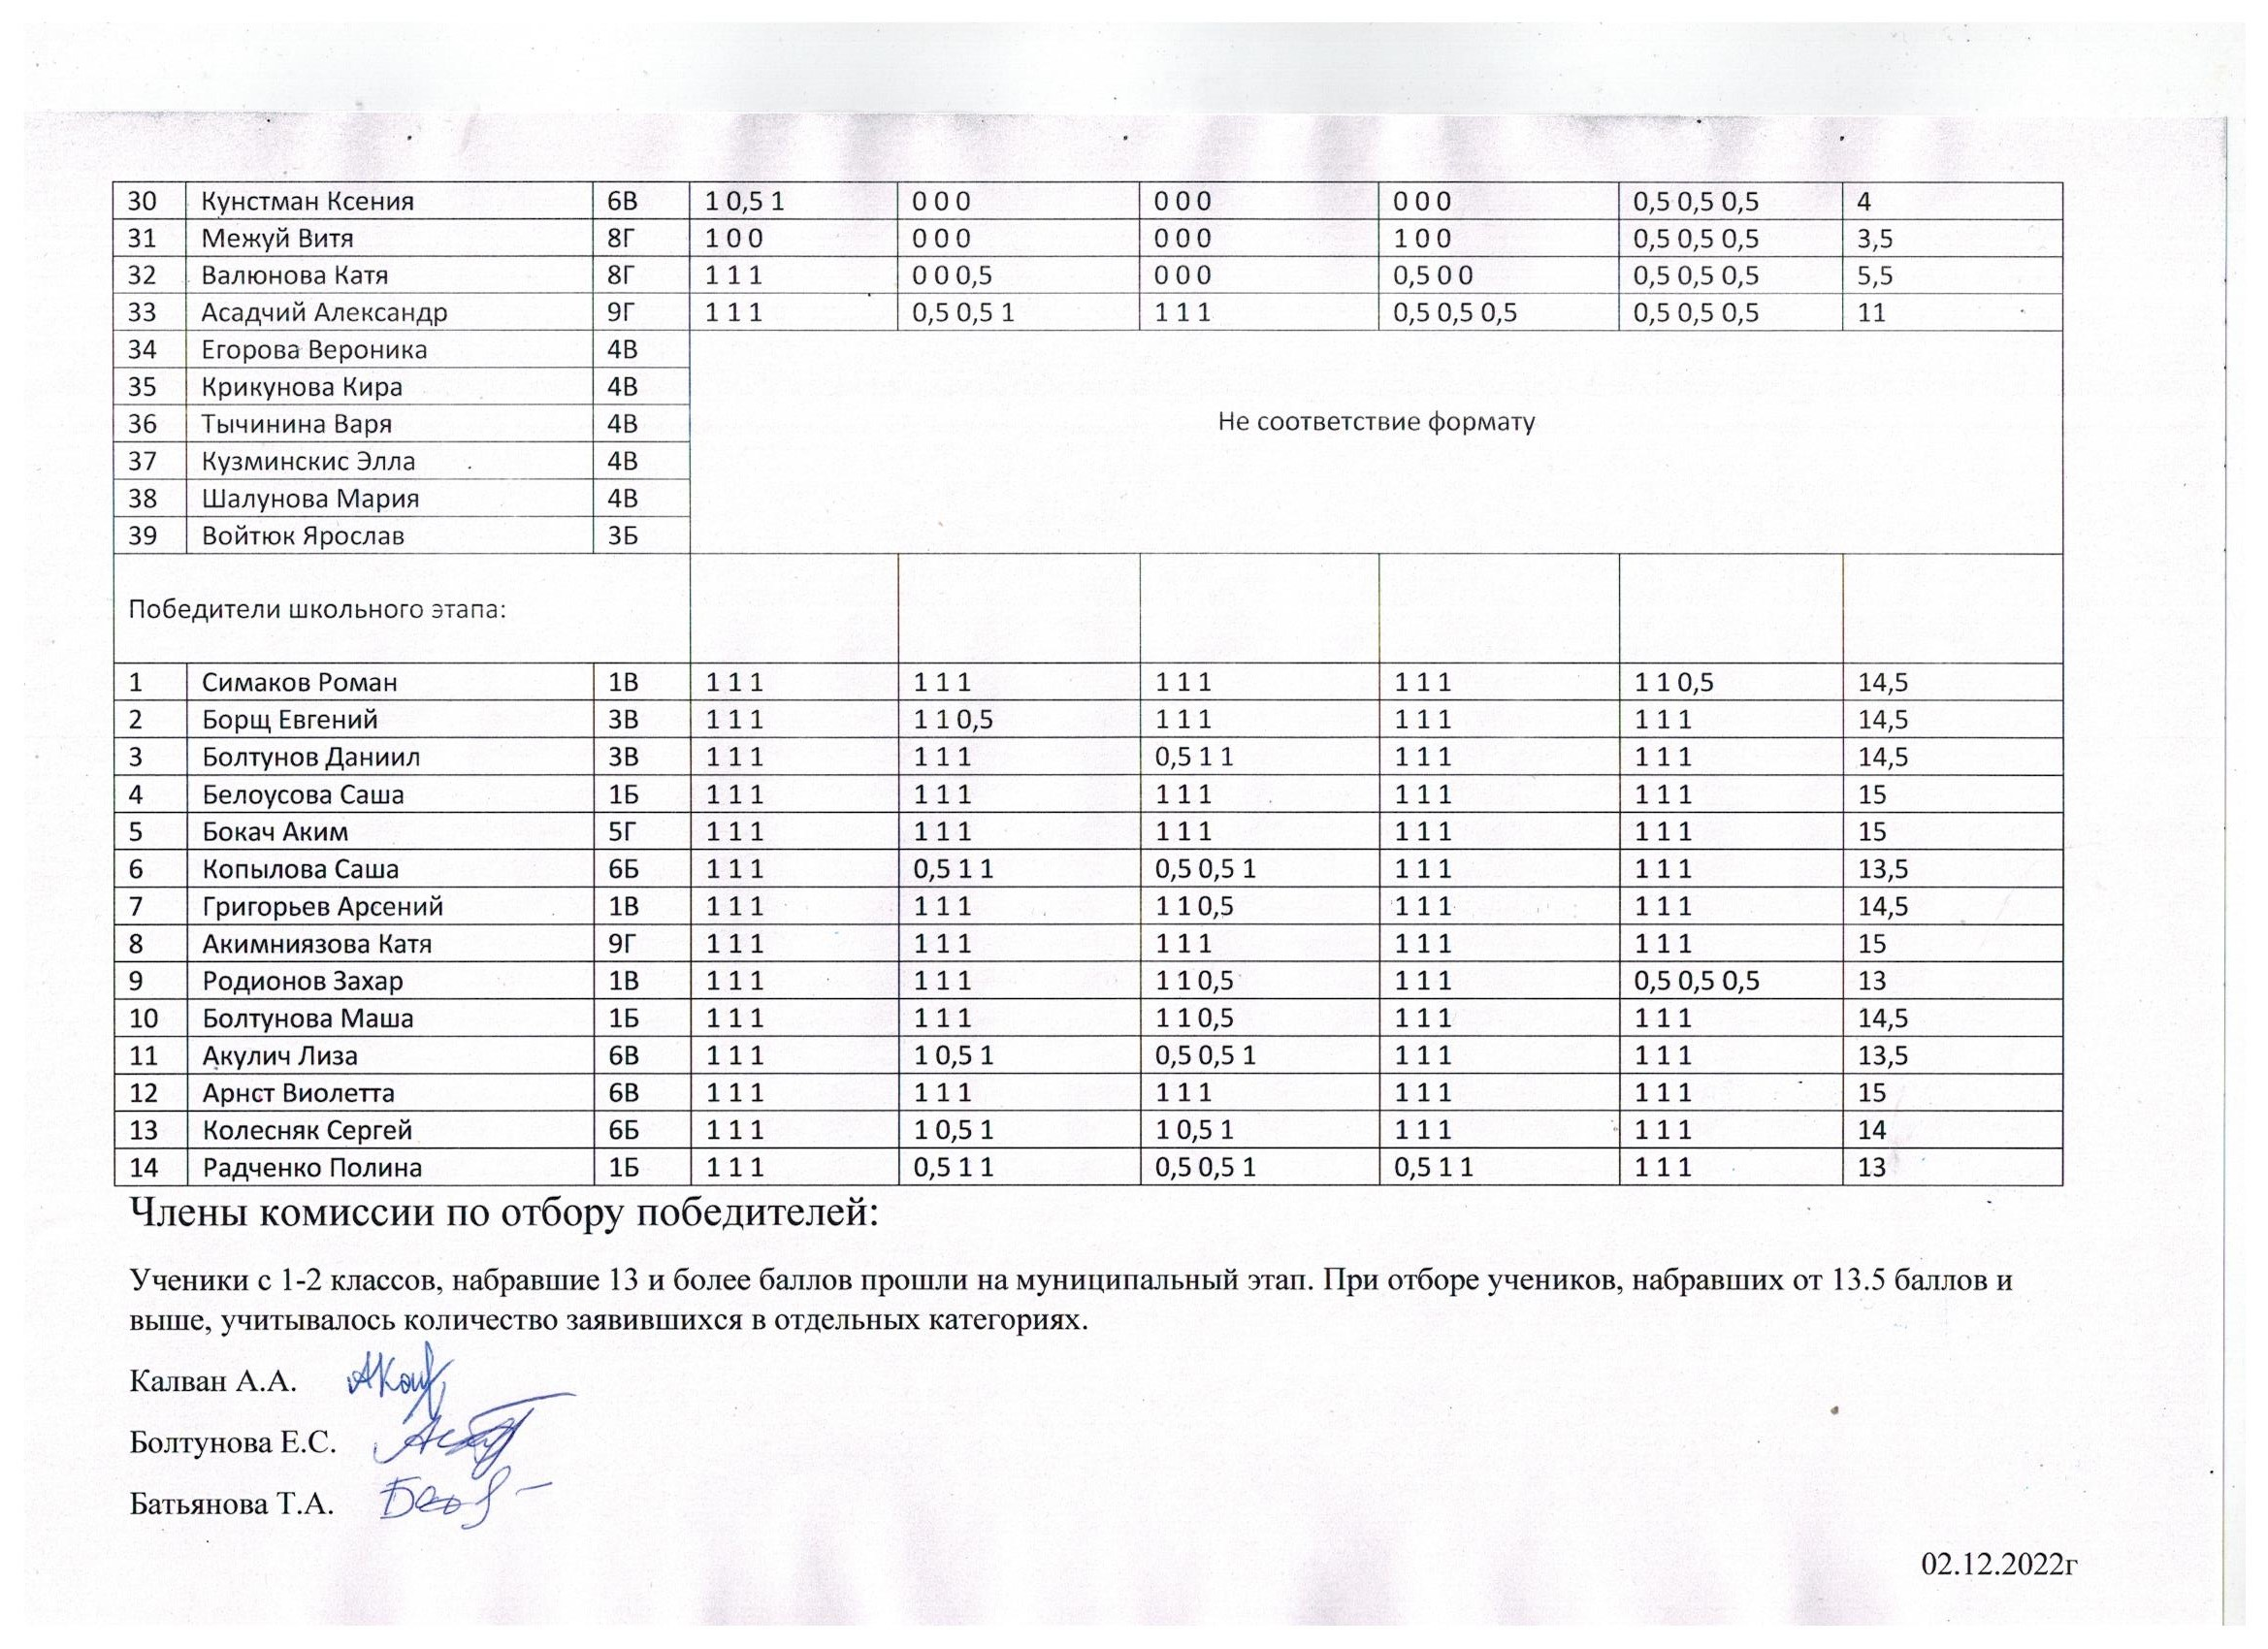 30 Кунстман Ксения 6В 1 0,5 1 0 0 0 0 0 0 0 0 0 0,5 0,5 0,5 4
31 Межуй Витя 8Г 1 0 0 0 0 0 0 0 0 1 0 0 0,5 0,5 0,5 3,5
32 Валюнова Катя 8Г 1 1 1 0 0 0,5 0 0 0 0,5 0 0 0,5 0,5 0,5 5,5
33 Асадчий Александр 9Г 1 1 1 0,5 0,5 1 1 1 1 0,5 0,5 0,5 0,5 0,5 0,5 11
34 Егорова Вероника 4В
35 Крикунова Кира 4В
36 Тычинина Варя 4В Не соответствие формату
37 Кузминскис Элла 4В
38 Шалунова Мария 4В
39 Войтюк Ярослав 3Б
Победители школьного этапа:
1 Симаков Роман 1В 1 1 1 1 1 1 1 1 1 1 1 1 1 1 0,5 14,5
2 Борщ Евгений 3В 1 1 1 1 1 0,5 1 1 1 1 1 1 1 1 1 14,5
3 Болтунов Даниил 3В 1 1 1 1 1 1 0,5 1 1 1 1 1 1 1 1 14,5
4 Белоусова Саша 1Б 1 1 1 1 1 1 1 1 1 1 1 1 1 1 1 15
5 Бокач Аким 5Г 1 1 1 1 1 1 1 1 1 1 1 1 1 1 1 15
6 Копылова Саша 6Б 1 1 1 0,5 1 1 0,5 0,5 1 1 1 1 1 1 1 13,5
7 Григорьев Арсений 1В 1 1 1 1 1 1 1 1 0,5 1 1 1 1 1 1 14,5
8 Акимниязова Катя 9Г 1 1 1 1 1 1 1 1 1 1 1 1 1 1 1 15
9 Родионов Захар 1В 1 1 1 1 1 1 1 1 0,5 1 1 1 0,5 0,5 0,5 13
10 Болтунова Маша 1Б 1 1 1 1 1 1 1 1 0,5 1 1 1 1 1 1 14,5
11 Акулич Лиза 6В 1 1 1 1 0,5 1 0,5 0,5 1 1 1 1 1 1 1 13,5
12 Арнст Виолетта 6В 1 1 1 1 1 1 1 1 1 1 1 1 1 1 1 15
13 Колесняк Сергей 6Б 1 1 1 1 0,5 1 1 0,5 1 1 1 1 1 1 1 14
14 Радченко Полина 1Б 1 1 1 0,5 1 1 0,5 0,5 1 0,5 1 1 1 1 1 13
Члены комиссии по отбору победителей:
Ученики с 1-2 классов, набравшие 13 и более баллов прошли на муниципальный этап. При отборе учеников, набравших от 13.5 баллов и
выше, учитывалось количество заявившихся в отдельных категориях.
Калван А.А.
Болтунова Е.С.
Батьянова Т.А.
02.12.2022г